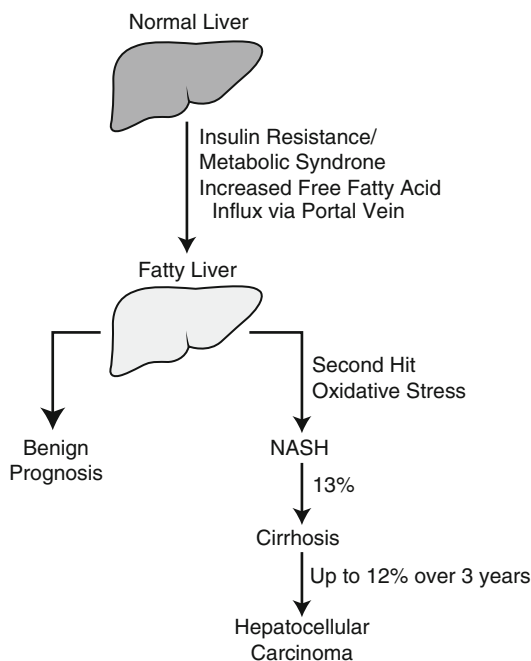 Normal Liver
Insulin Resistance/
Metabolic Syndrome
Increased Free Fatty Acid
Influx via Portal Vein
Fatty Liver
Second Hit
Oxidative Stress
Benign
Prognosis
NASH
13%
Cirrhosis
Up to 12% over 3 years
Hepatocellular
Carcinoma